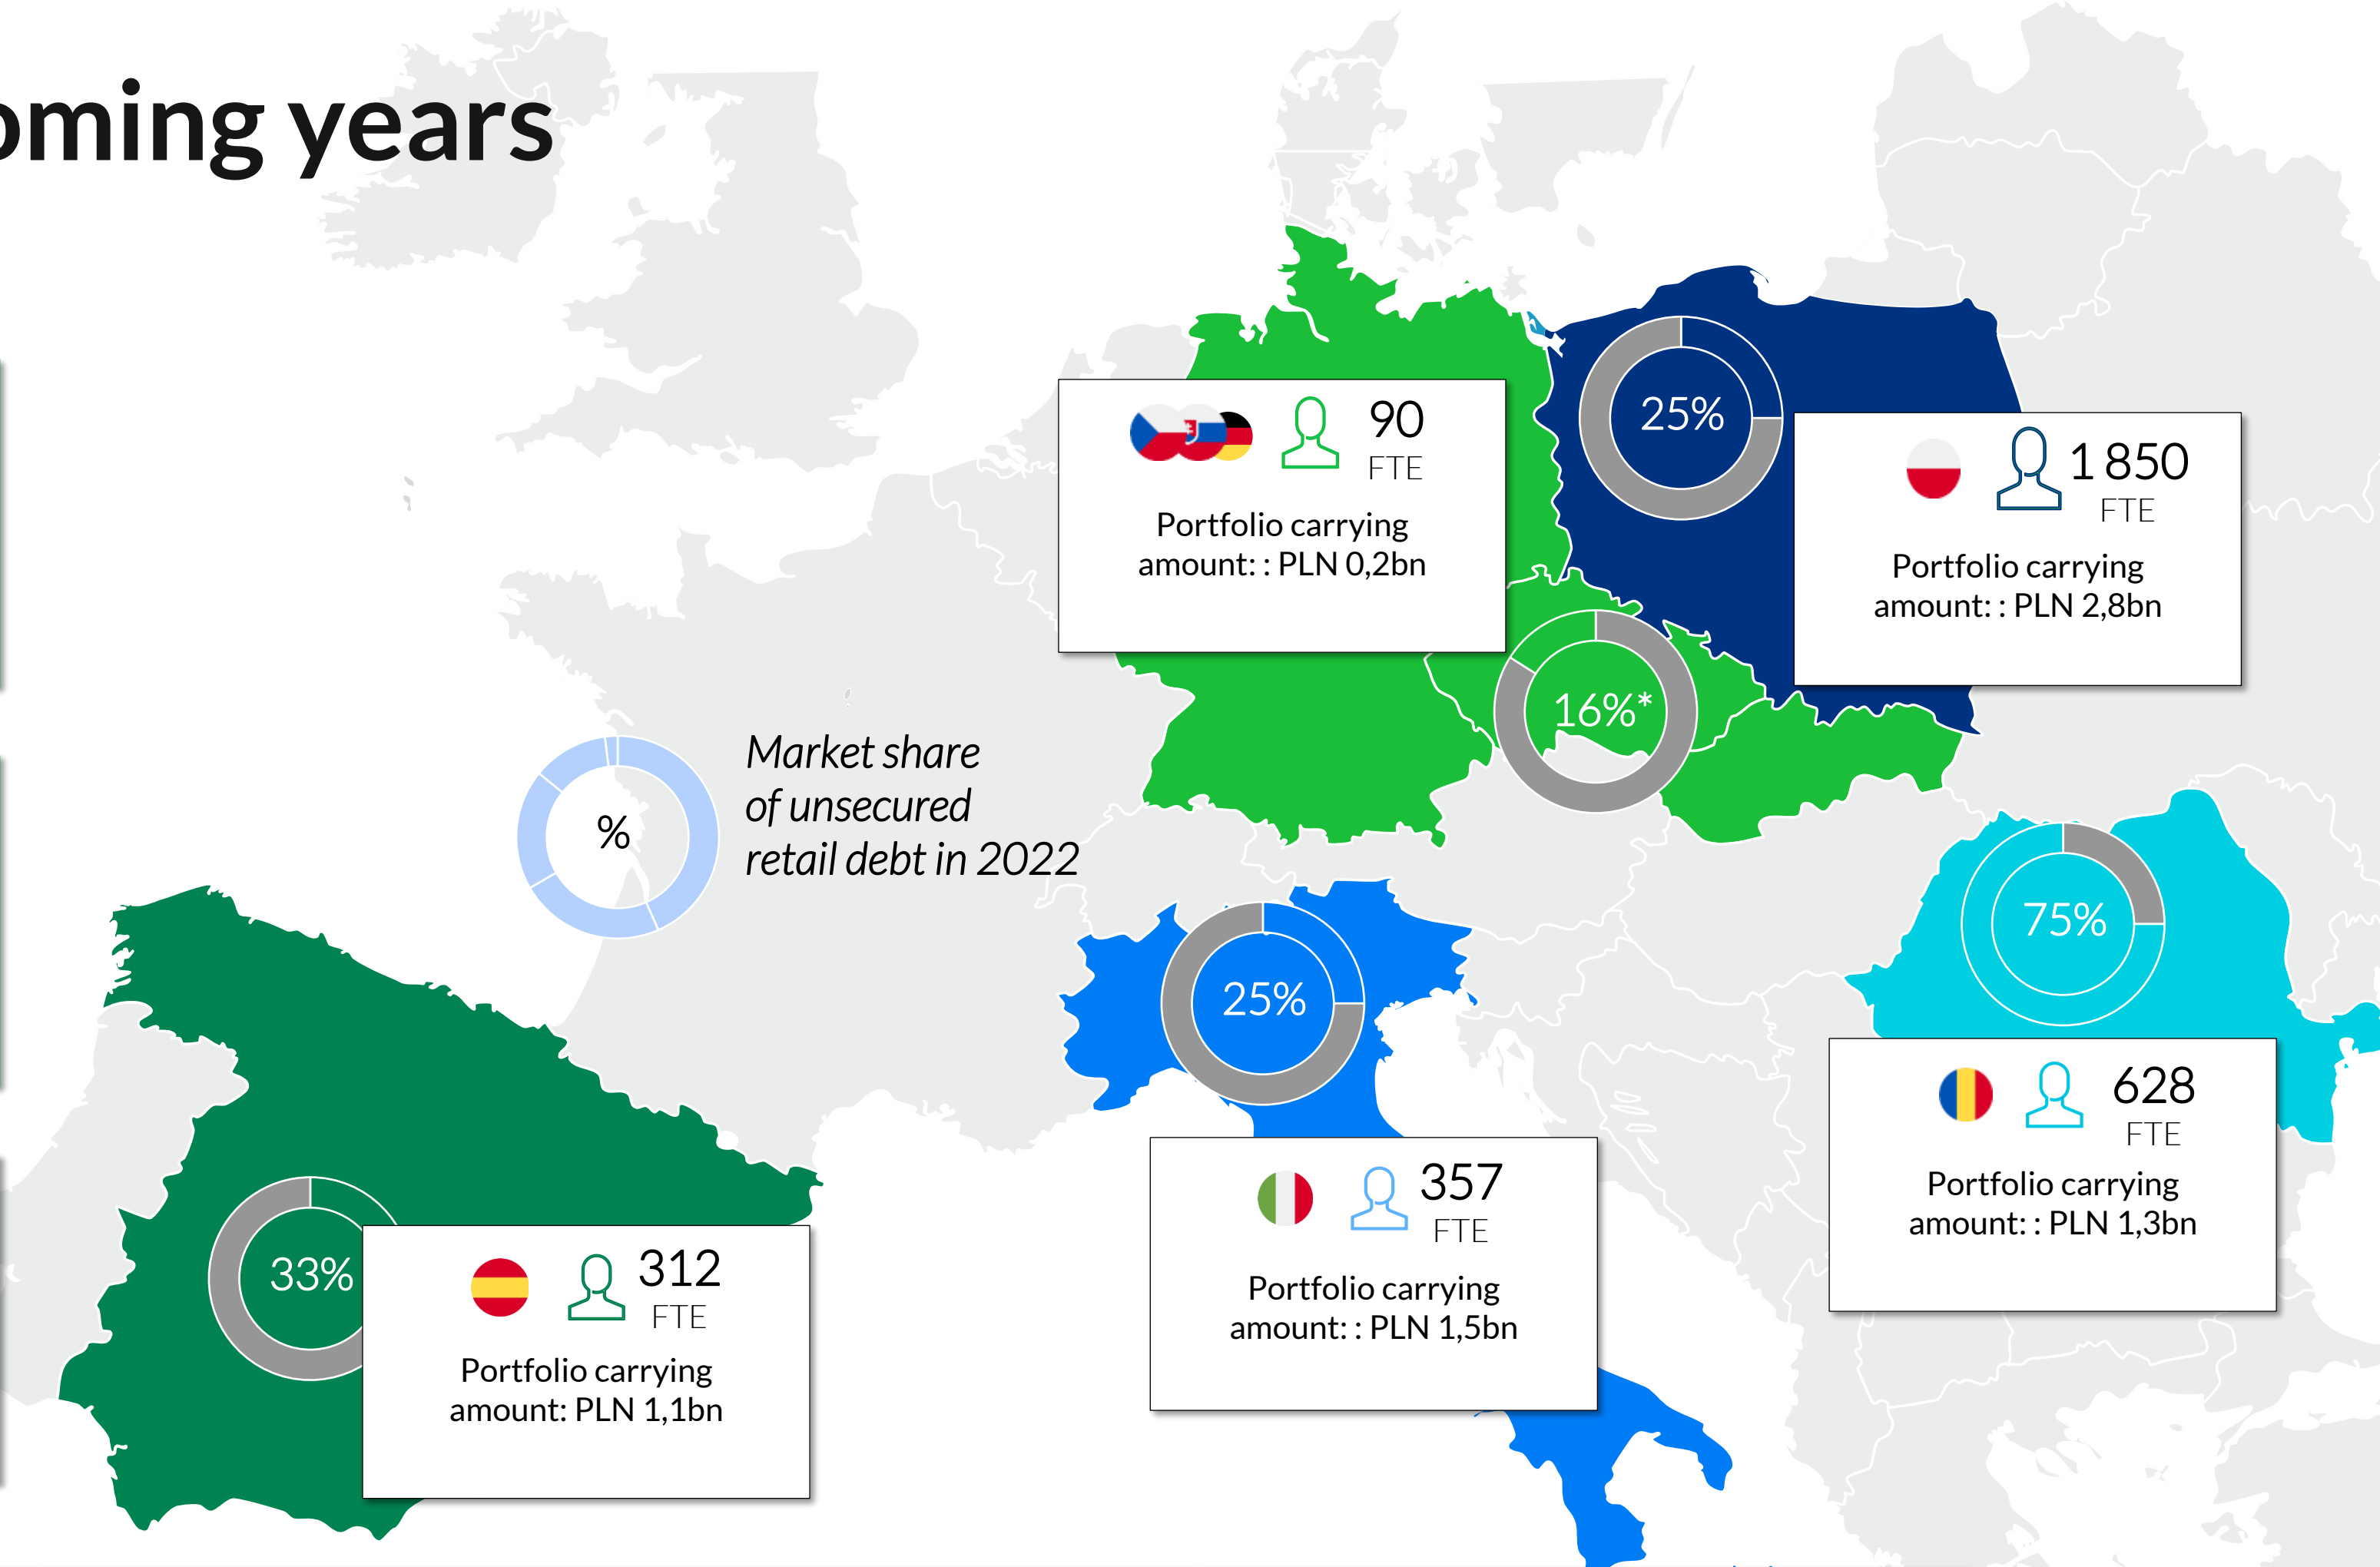 oming years
90
FTE
Portfolio carrying
amount: : PLN 0,2bn
25%
1 850
FTE
Portfolio carrying
amount: : PLN 2,8bn
16%*
%
Market share
of unsecured
retail debt in 2022
25%
357
FTE
Portfolio carrying
amount: : PLN 1,5bn
75%
628
FTE
Portfolio carrying
amount: : PLN 1,3bn
33%
312
FTE
Portfolio carrying
amount: PLN 1,1bn